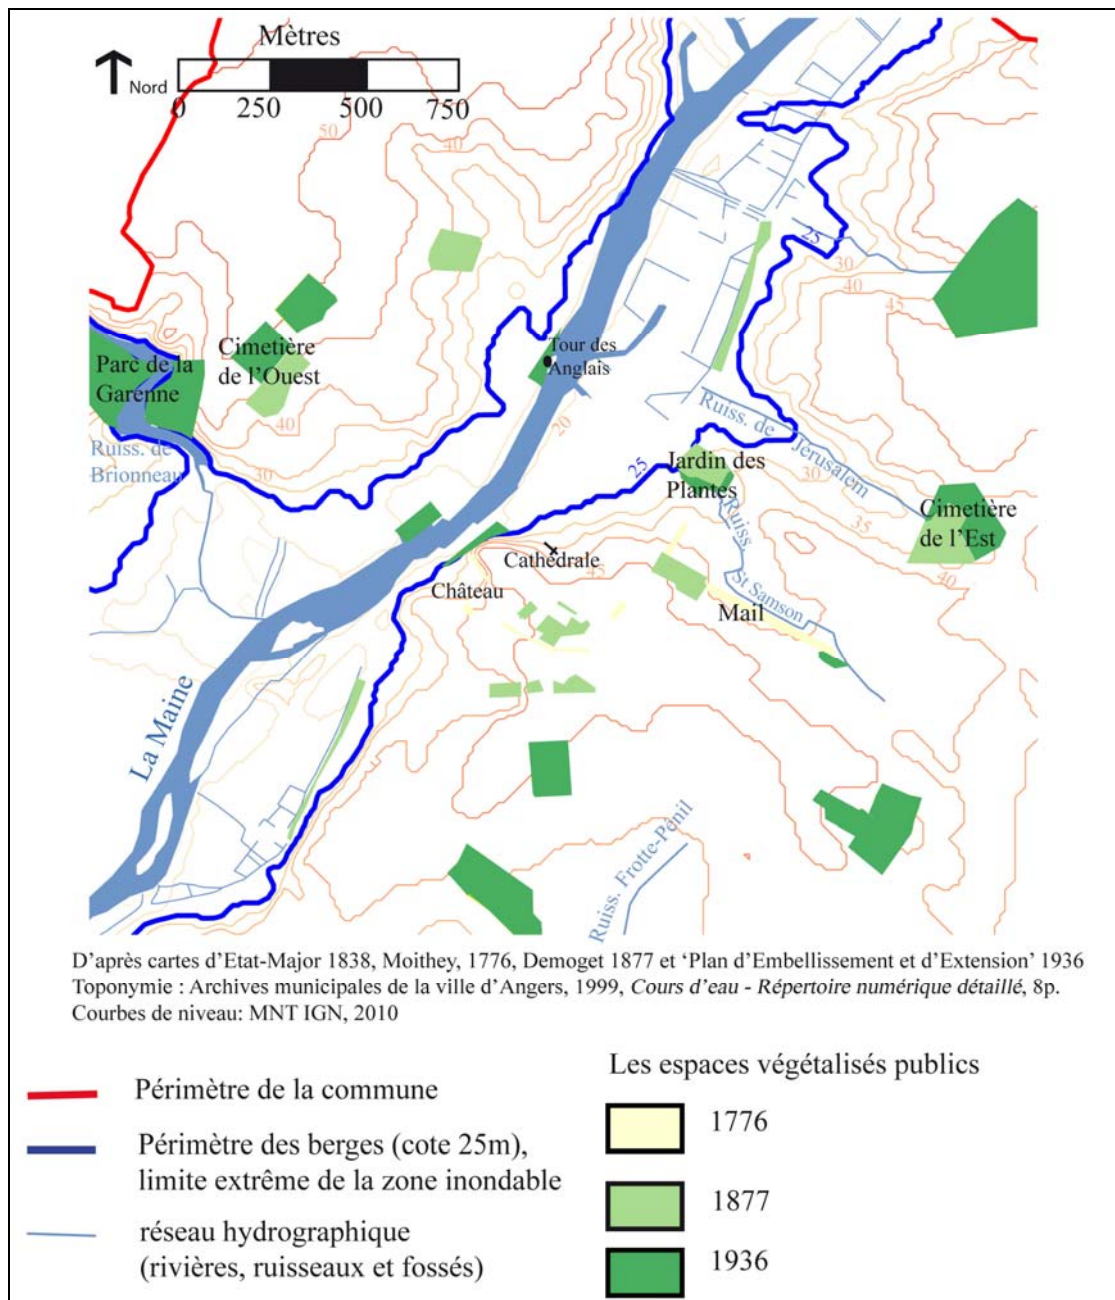 Mètres
Nord
0 250 500 750
50
40
25
30
40
45
Tour des
Anglais
Cimetière
de l'Ouest
Parc de la
Garenne
40
Ruiss. de
Brionneau
30
20
25
Ruiss. de Jérusalem
Jardin des
Plantes
30
35
40
Cimetière
de l'Est
Ruiss. St Samson
Cathédrale
45
Château
Mail
La Maine
Ruiss. Frotte-Pénil
D'après cartes d'Etat-Major 1838, Moithey, 1776, Demoget 1877 et 'Plan d'Embellissement et d'Extension' 1936
Toponymie : Archives municipales de la ville d'Angers, 1999, Cours d'eau - Répertoire numérique détaillé, 8p.
Courbes de niveau: MNT IGN, 2010
Périmètre de la commune
Périmètre des berges (cote 25m),
limite extrême de la zone inondable
réseau hydrographique
(rivières, ruisseaux et fossés)
Les espaces végétalisés publics
1776
1877
1936